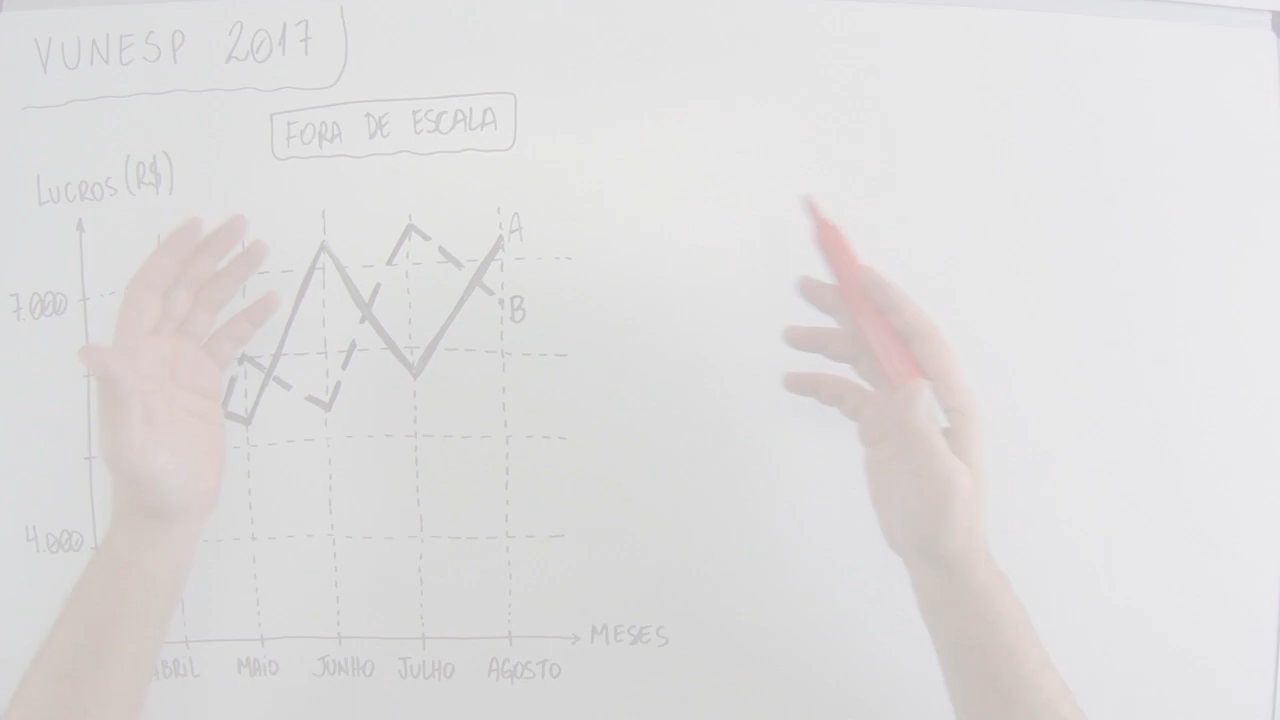 VUNESP 2017
FORA DE ESCALA
LUCROS (R$)
A
7.000
B
4.000
MESES
ABRIL MAIO JUNHO JULHO AGOSTO